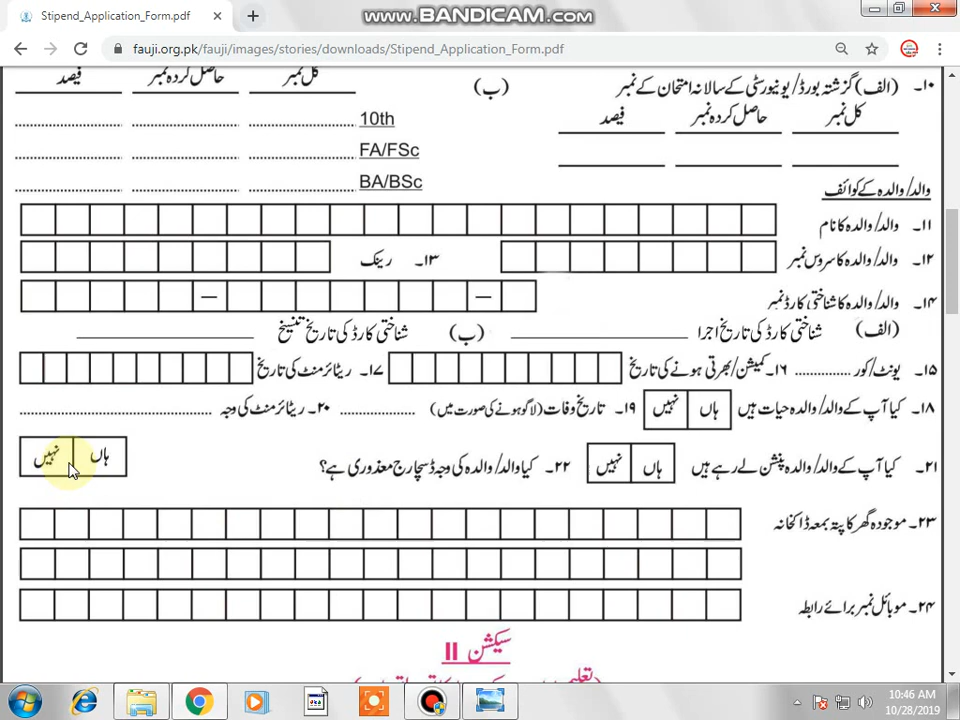 Stipend_Application_Form.pdf
www.BANDICAM.com
fauji.org.pk/fauji/images/stories/downloads/Stipend_Application_Form.pdf
۱۰۔ (الف) گزشتہ بورڈ/یونیورسٹی کے سالانہ امتحان کے نمبر (ب) کل نمبر حاصل کردہ نمبر فیصد
کل نمبر حاصل کردہ نمبر فیصد
10th
FA/FSc
BA/BSc
والد/والدہ کے کوائف
۱۱۔ والد/والدہ کا نام
۱۲۔ والد/والدہ کا سروس نمبر ۱۳۔ رینک
۱۴۔ والد/والدہ کا شناختی کارڈ نمبر
(الف) شناختی کارڈ کی تاریخ اجرا (ب) شناختی کارڈ کی تاریخ تنسیخ
۱۵۔ یونٹ/کور ............... ۱۶۔ کمیشن/بھرتی ہونے کی تاریخ ۱۷۔ ریٹائرمنٹ کی تاریخ
۱۸۔ کیا آپ کے والد/والدہ حیات ہیں ہاں نہیں ۱۹۔ تاریخ وفات (لاگو ہونے کی صورت میں) .................... ۲۰۔ ریٹائرمنٹ کی وجہ ....................
۲۱۔ کیا آپ کے والد/والدہ پنشن لے رہے ہیں ہاں نہیں ۲۲۔ کیا والد/والدہ کی وجہ ڈسچارج معذوری ہے؟ ہاں نہیں
۲۳۔ موجودہ گھر کا پتہ بمعہ ڈاکخانہ
۲۴۔ موبائل نمبر برائے رابطہ
سیکشن II
10:46 AM
10/28/2019